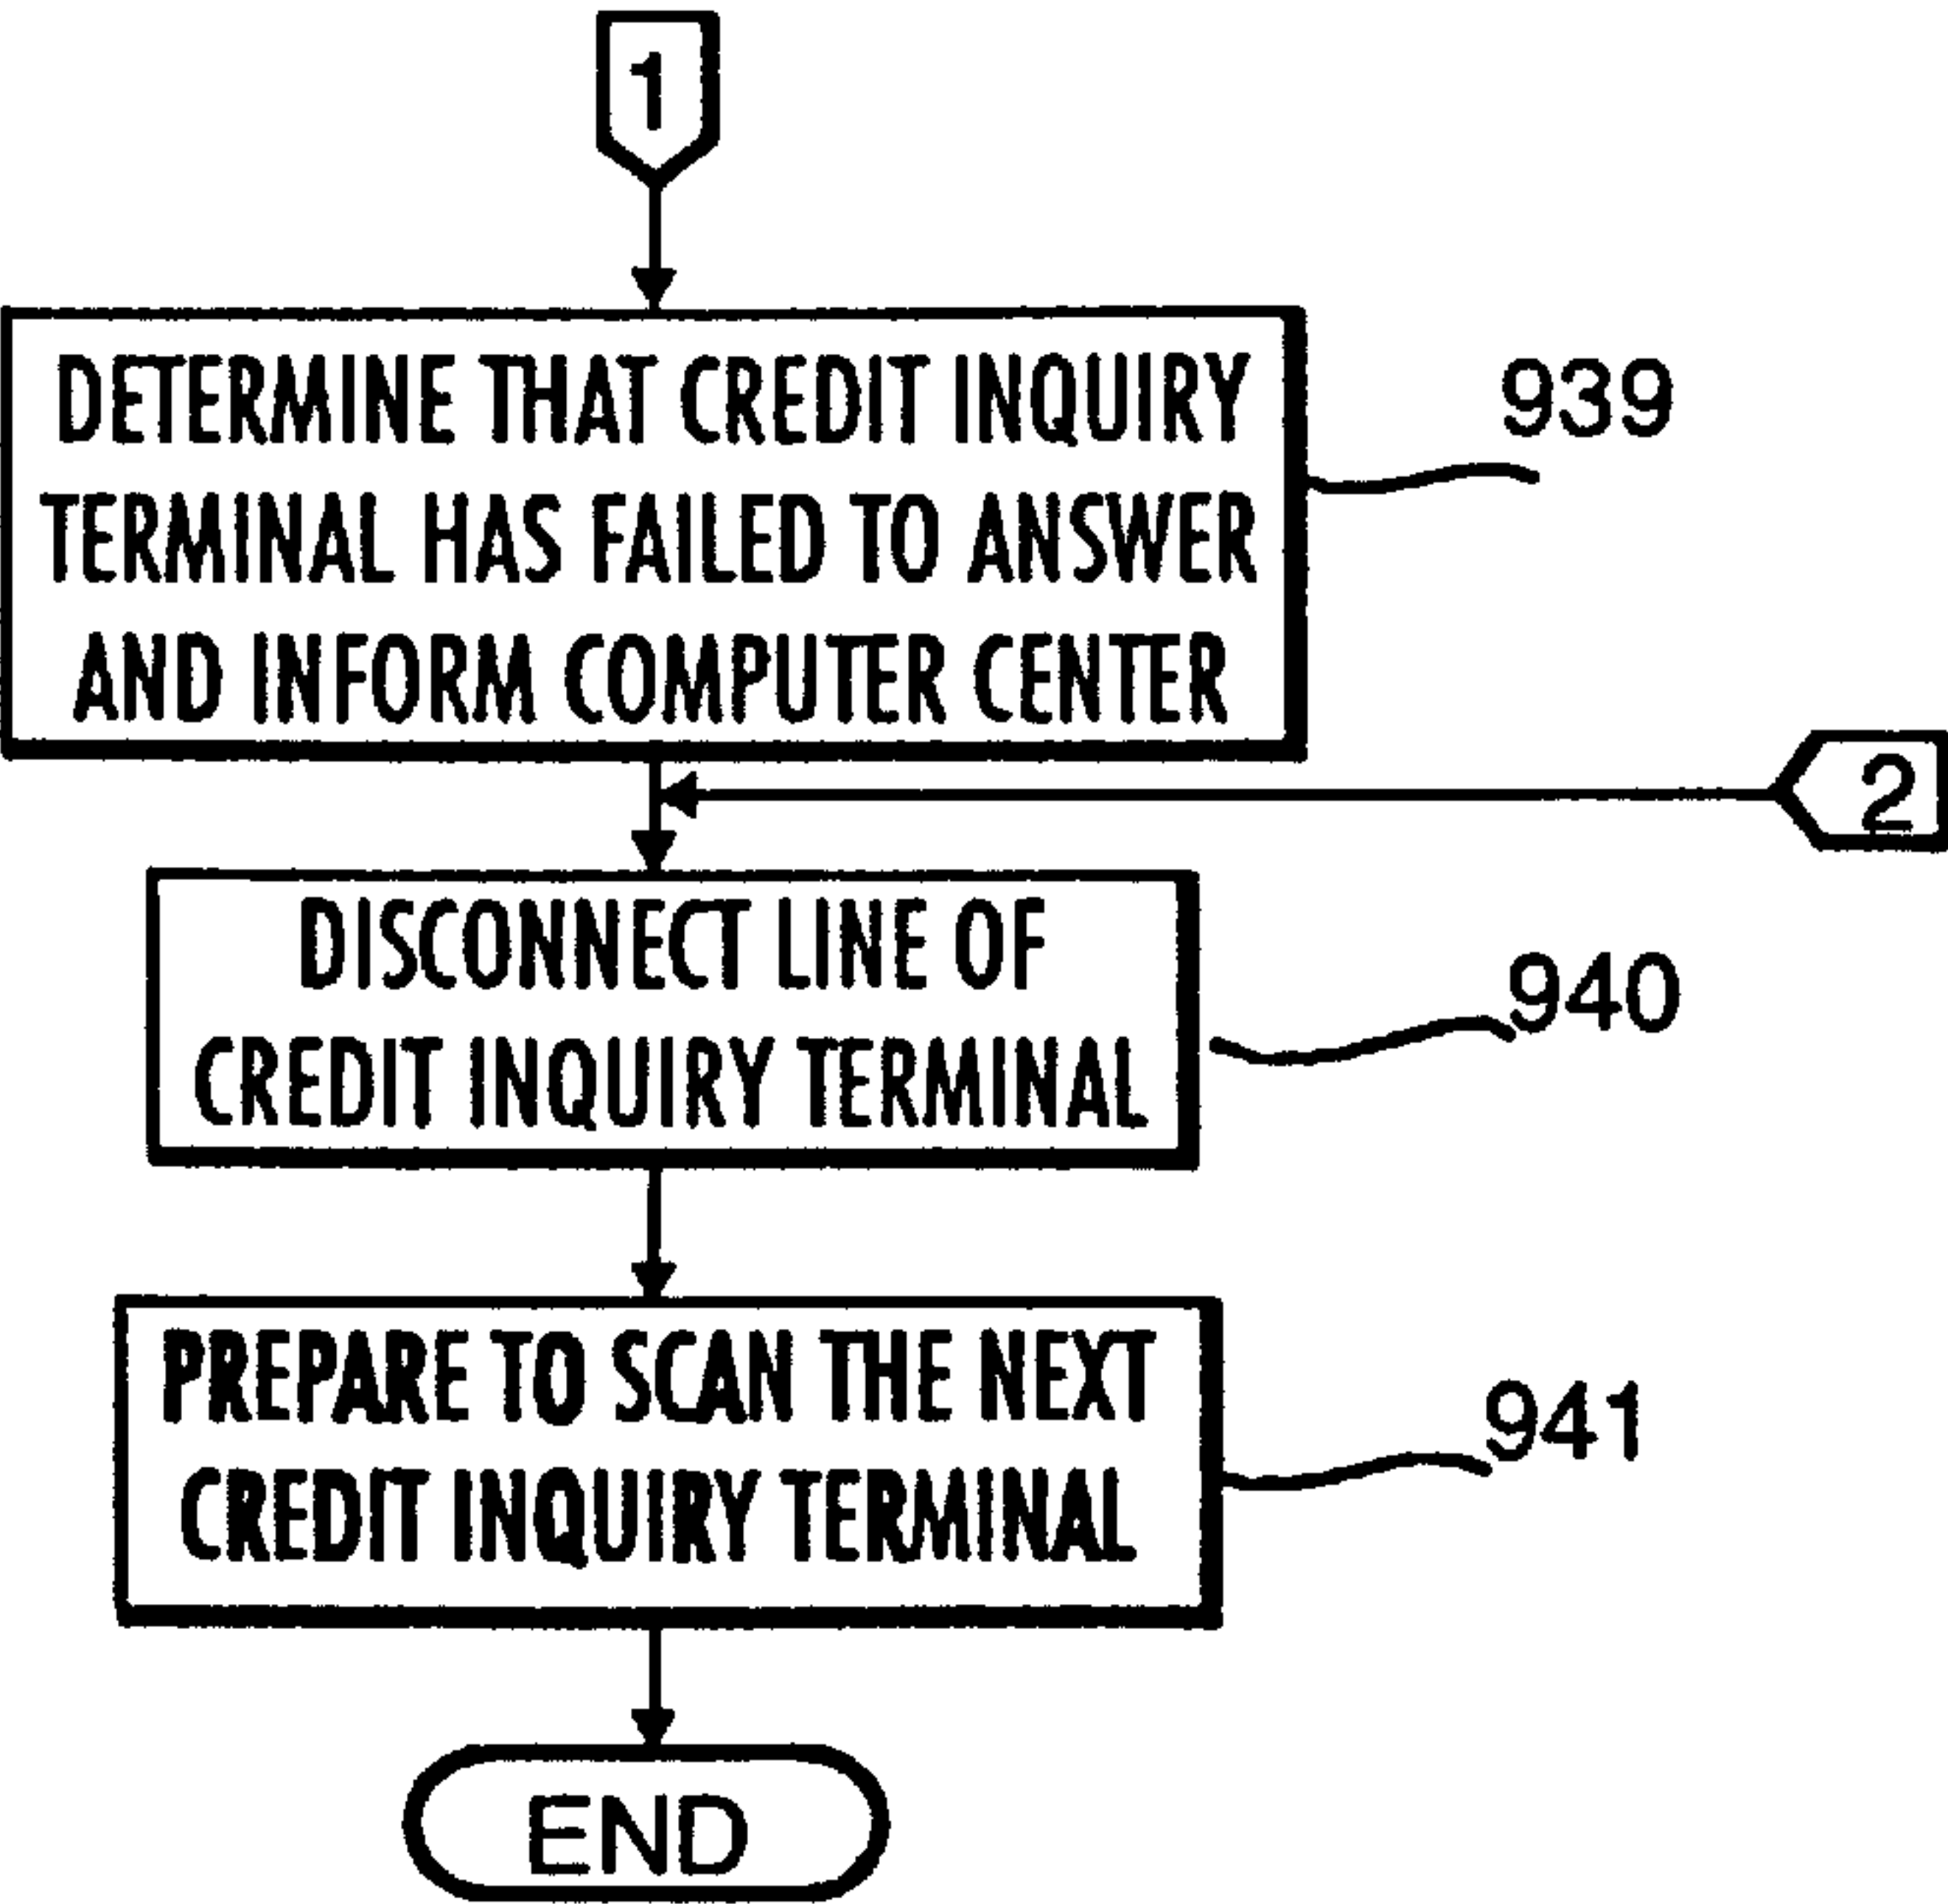 1
DETERMINE THAT CREDIT INQUIRY
TERMINAL HAS FAILED TO ANSWER
AND INFORM COMPUTER CENTER
939
2
DISCONNECT LINE OF
CREDIT INQUIRY TERMINAL
940
PREPARE TO SCAN THE NEXT
CREDIT INQUIRY TERMINAL
941
END